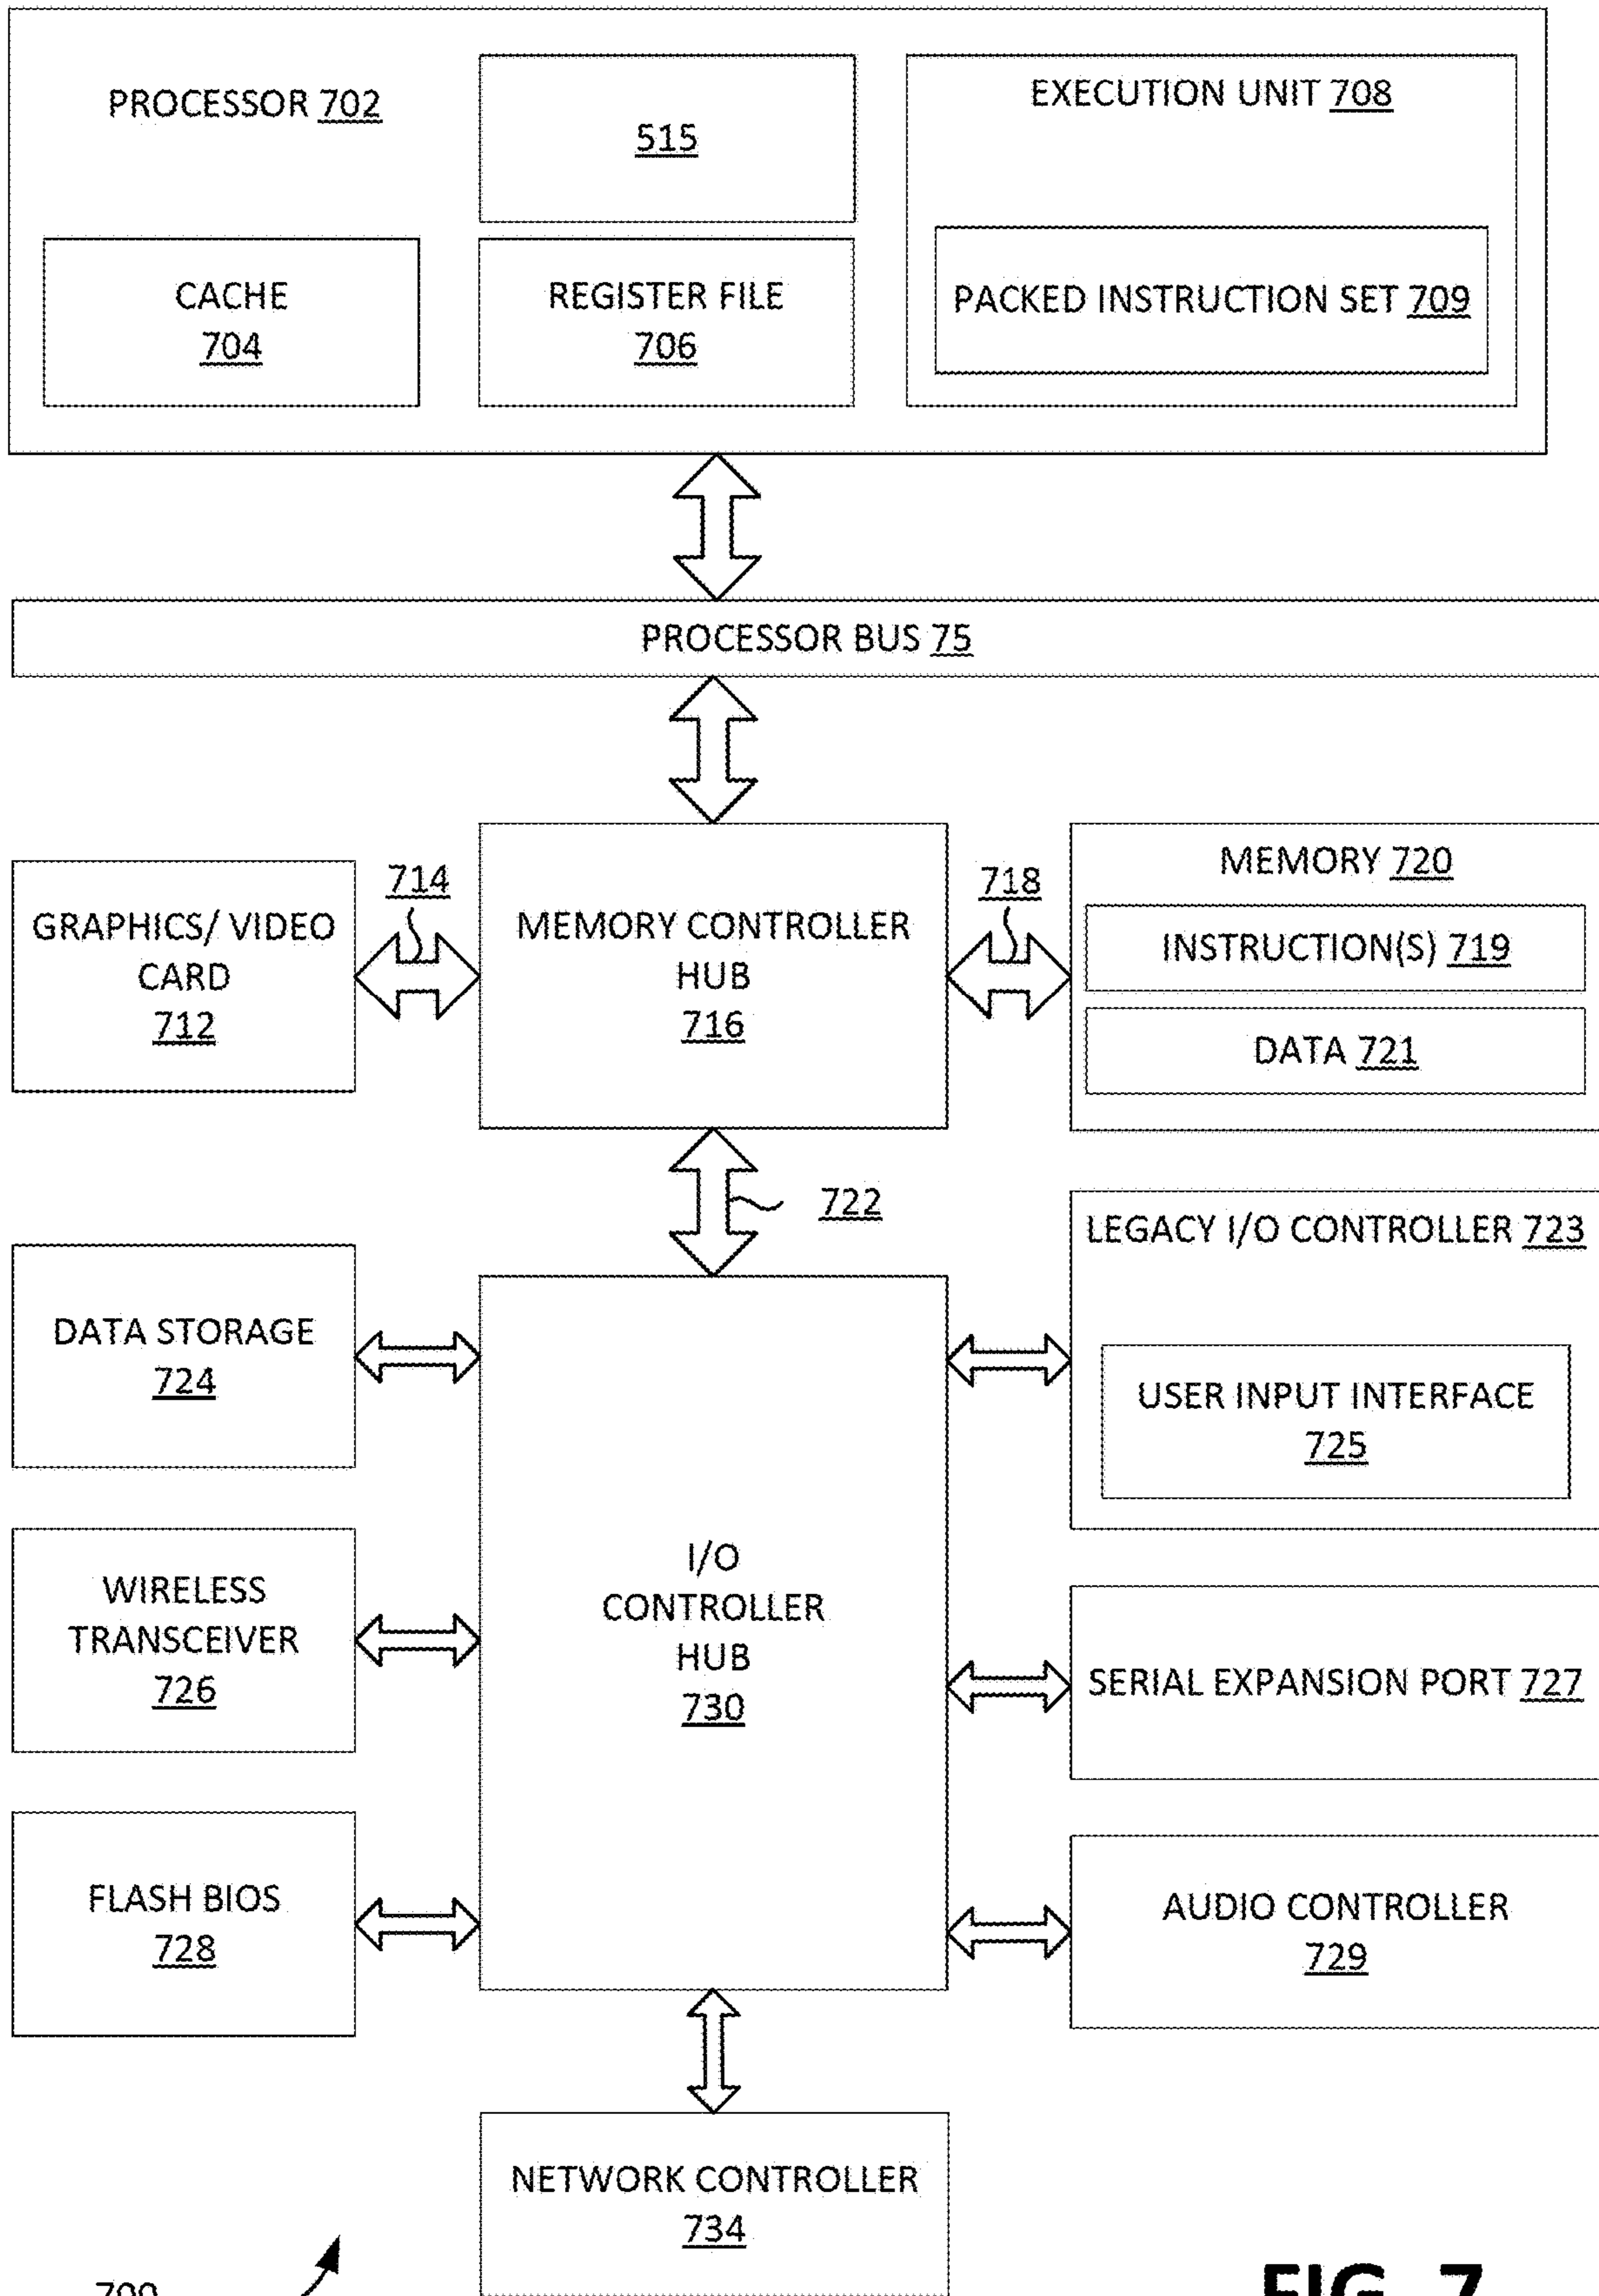 PROCESSOR 702
515
EXECUTION UNIT 708
CACHE
704
REGISTER FILE
706
PACKED INSTRUCTION SET 709
PROCESSOR BUS 75
GRAPHICS/ VIDEO
CARD
712
714
MEMORY CONTROLLER
HUB
716
718
MEMORY 720
INSTRUCTION(S) 719
DATA 721
722
LEGACY I/O CONTROLLER 723
USER INPUT INTERFACE
725
DATA STORAGE
724
WIRELESS
TRANSCEIVER
726
I/O
CONTROLLER
HUB
730
SERIAL EXPANSION PORT 727
FLASH BIOS
728
AUDIO CONTROLLER
729
NETWORK CONTROLLER
734
FIG. 7